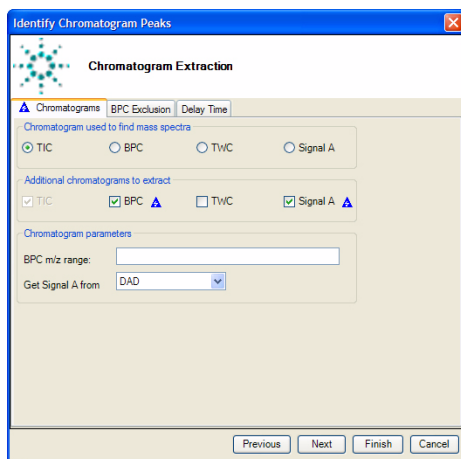 Identify Chromatogram Peaks
Chromatogram Extraction
Chromatograms BPC Exclusion Delay Time
Chromatogram used to find mass spectra
TIC BPC TWC Signal A
Additional chromatograms to extract
TIC BPC TWC Signal A
Chromatogram parameters
BPC m/z range:
Get Signal A from DAD
Previous Next Finish Cancel